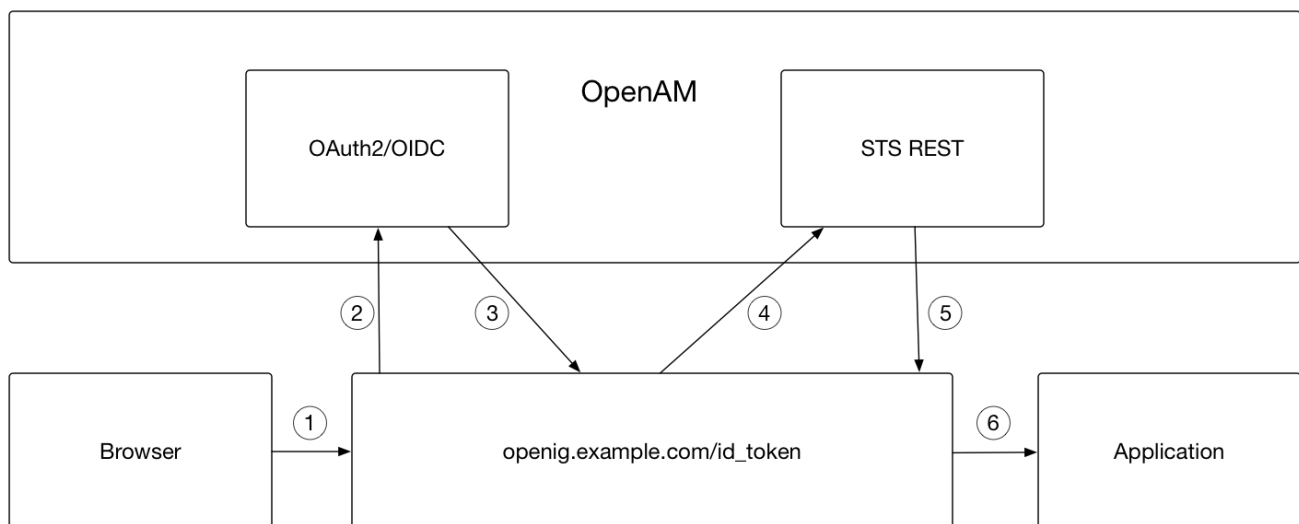 OpenAM
OAuth2/OIDC
STS REST
2
3
4
5
Browser
1
openig.example.com/id_token
6
Application